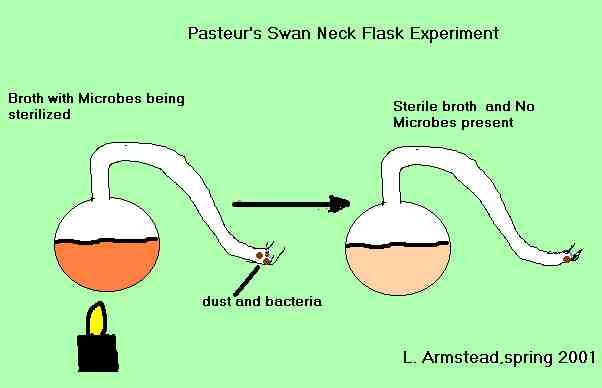 Pasteur's Swan Neck Flask Experiment
Broth with Microbes being
sterilized
Sterile broth and No
Microbes present
dust and bacteria
L. Armstead,spring 2001